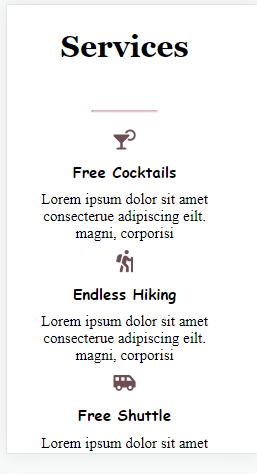 Services
Free Cocktails
Lorem ipsum dolor sit amet
consecterue adipiscing eilt.
magni, corporisi
Endless Hiking
Lorem ipsum dolor sit amet
consecterue adipiscing eilt.
magni, corporisi
Free Shuttle
Lorem ipsum dolor sit amet